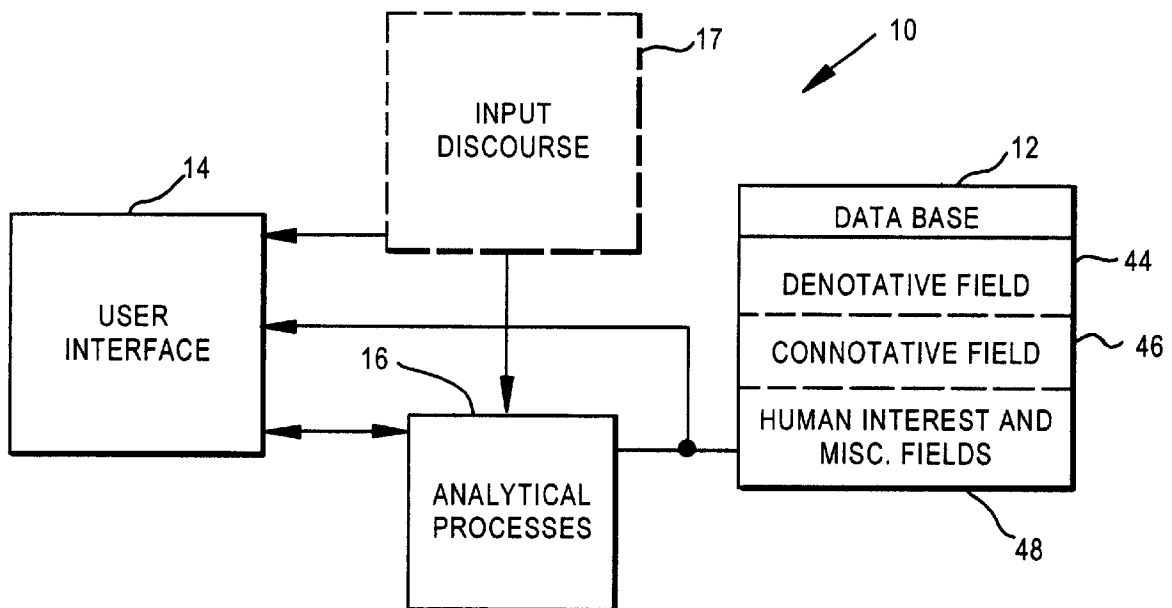 17
10
INPUT
DISCOURSE
14
12
DATA BASE
44
DENOTATIVE FIELD
USER
INTERFACE
46
CONNOTATIVE FIELD
16
HUMAN INTEREST AND
MISC. FIELDS
ANALYTICAL
PROCESSES
48